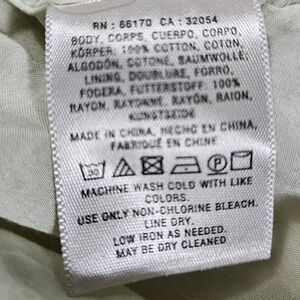 RN : 66170 CA : 32054
BODY, CORPS, CUERPO, CORPO,
KÖRPER: 100% COTTON, COTON,
ALGODÓN, COTONE, BAUMWOLLE;
LINING, DOUBLURE, FORRO,
FODERA, FUTTERSTOFF: 100%
RAYON, RAYONNE, RAYÓN, RAION,
KUNSTSEIDE
MADE IN CHINA, HECHO EN CHINA,
FABRIQUÉ EN CHINE
30 P
MACHINE WASH COLD WITH LIKE
COLORS.
USE ONLY NON-CHLORINE BLEACH.
LINE DRY.
LOW IRON AS NEEDED.
MAY BE DRY CLEANED